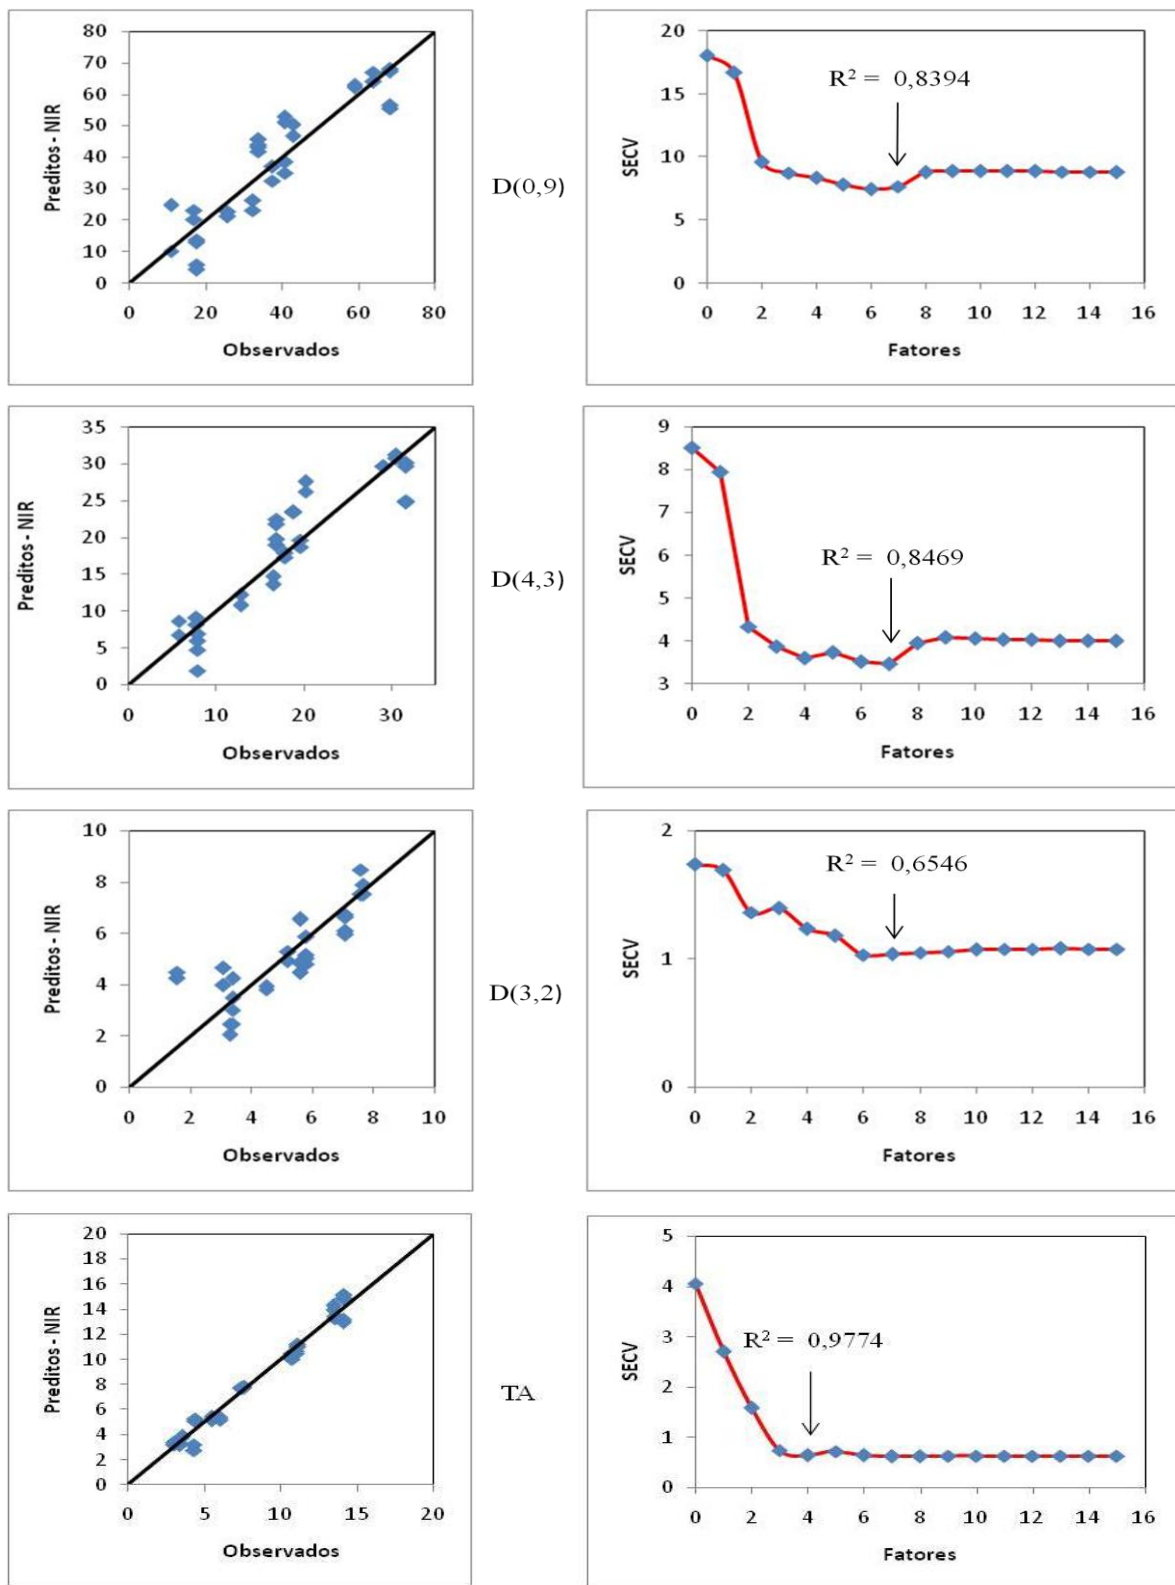 80
70
60
50
40
30
20
10
0
Preditos - NIR
0 20 40 60 80
Observados
D(0,9)
20
15
10
5
0
SECV
R² = 0,8394
0 2 4 6 8 10 12 14 16
Fatores
35
30
25
20
15
10
5
0
Preditos - NIR
0 10 20 30
Observados
D(4,3)
9
8
7
6
5
4
3
SECV
R² = 0,8469
0 2 4 6 8 10 12 14 16
Fatores
10
8
6
4
2
0
Preditos - NIR
0 2 4 6 8 10
Observados
D(3,2)
2
1
0
SECV
R² = 0,6546
0 2 4 6 8 10 12 14 16
Fatores
20
18
16
14
12
10
8
6
4
2
0
Preditos - NIR
0 5 10 15 20
Observados
TA
5
4
3
2
1
0
SECV
R² = 0,9774
0 2 4 6 8 10 12 14 16
Fatores